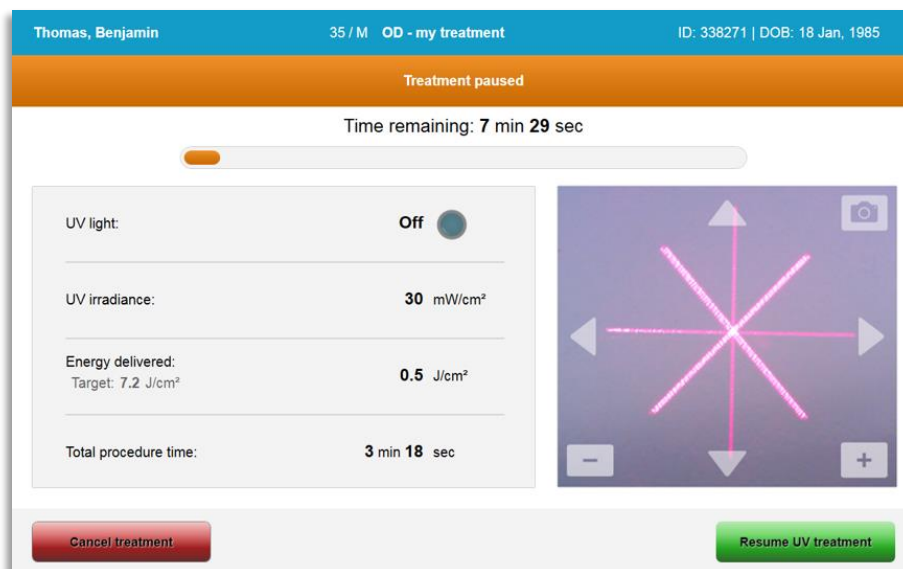 Thomas, Benjamin 35 / M OD - my treatment ID: 338271 | DOB: 18 Jan, 1985
Treatment paused
Time remaining: 7 min 29 sec
UV light: Off
UV irradiance: 30 mW/cm²
Energy delivered:
Target: 7.2 J/cm² 0.5 J/cm²
Total procedure time: 3 min 18 sec
− +
Cancel treatment Resume UV treatment